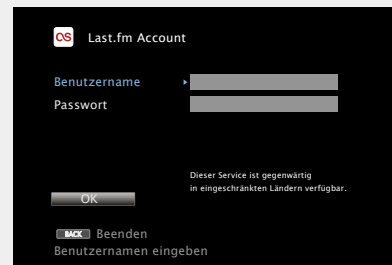 Last.fm Account
Benutzername
Passwort
Dieser Service ist gegenwärtig
in eingeschränkten Ländern verfügbar.
OK
BACK Beenden
Benutzernamen eingeben